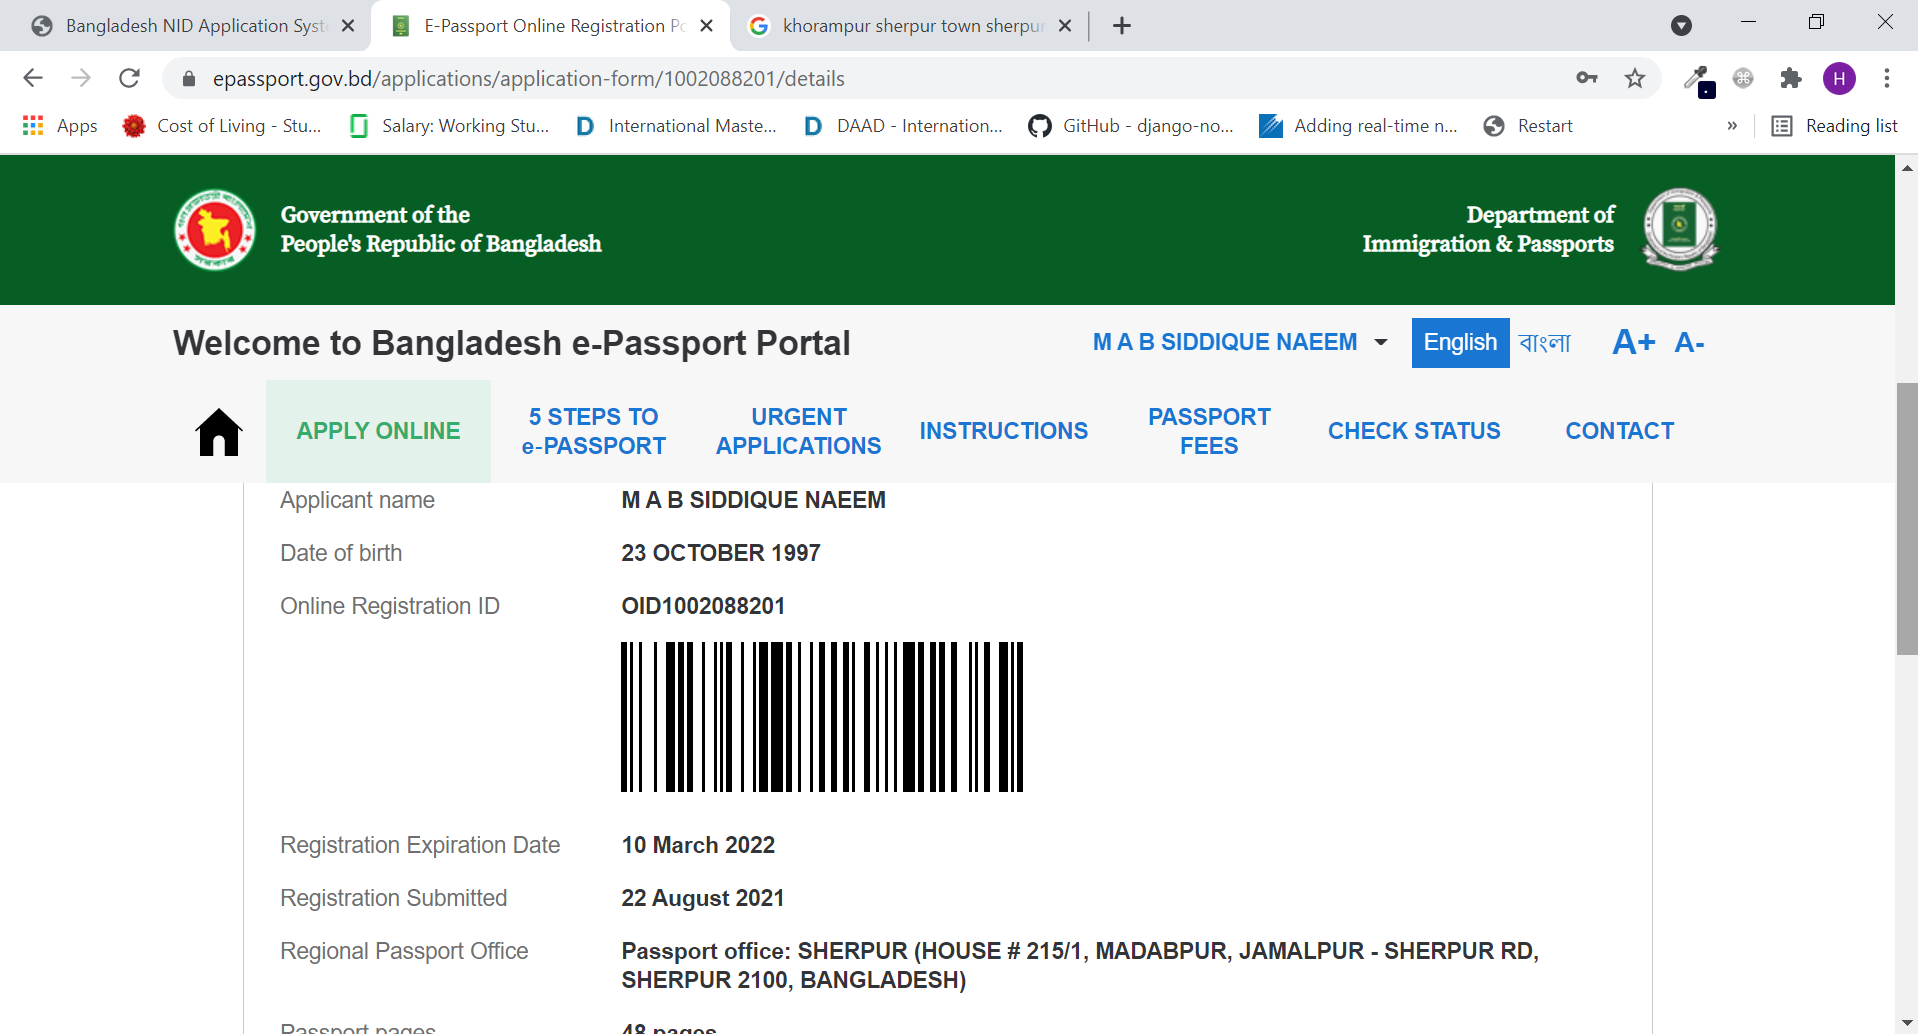 Bangladesh NID Application Syst
E-Passport Online Registration Po
khorampur sherpur town sherpur
epassport.gov.bd/applications/application-form/1002088201/details
H
Apps
Cost of Living - Stu...
Salary: Working Stu...
International Maste...
DAAD - Internation...
GitHub - django-no...
Adding real-time n...
Restart
»
Reading list
Government of the
People's Republic of Bangladesh
Department of
Immigration & Passports
Welcome to Bangladesh e-Passport Portal
M A B SIDDIQUE NAEEM
English
বাংলা
A+
A-
APPLY ONLINE
5 STEPS TO
e-PASSPORT
URGENT
APPLICATIONS
INSTRUCTIONS
PASSPORT
FEES
CHECK STATUS
CONTACT
Applicant name M A B SIDDIQUE NAEEM
Date of birth 23 OCTOBER 1997
Online Registration ID OID1002088201
Registration Expiration Date 10 March 2022
Registration Submitted 22 August 2021
Regional Passport Office Passport office: SHERPUR (HOUSE # 215/1, MADABPUR, JAMALPUR - SHERPUR RD,
SHERPUR 2100, BANGLADESH)
Passport pages 48 pages